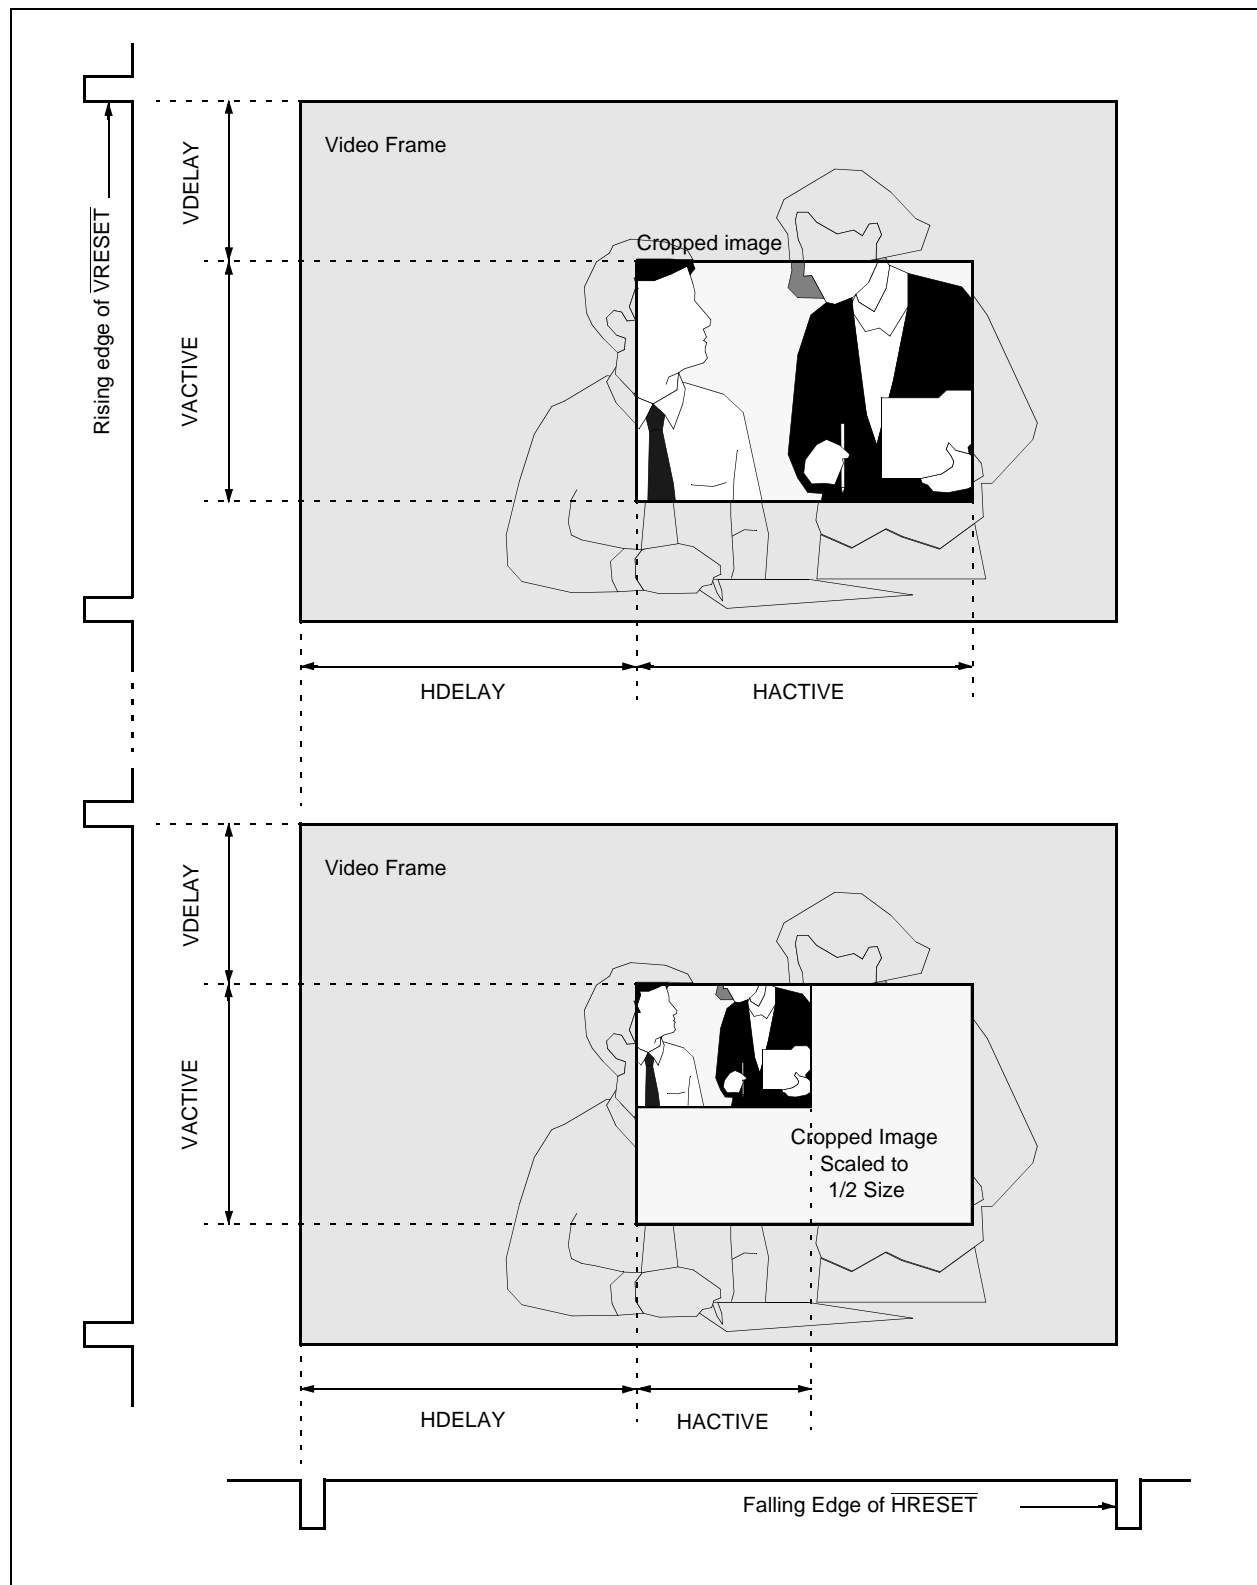 Video Frame
VDELAY
Cropped image
Rising edge of VRESET
VACTIVE
HDELAY
HACTIVE
Video Frame
VDELAY
VACTIVE
Cropped Image
Scaled to
1/2 Size
HDELAY
HACTIVE
Falling Edge of HRESET